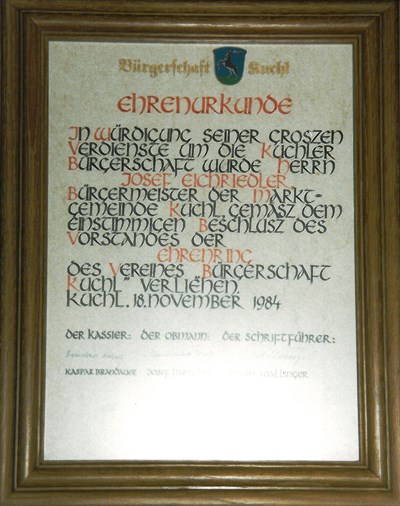 Bürgerschaft Kuchl
EHRENURKUNDE
IN WÜRDIGUNG SEINER GROSZEN
VERDIENSTE UM DIE KUCHLER
BÜRGERSCHAFT WURDE HERRN
JOSEF EICHRIEDLER
BÜRGERMEISTER DER MARKT-
GEMEINDE KUCHL, GEMÄSZ DEM
EINSTIMMIGEN BESCHLUSZ DES
VORSTANDES DER
EHRENRING
DES VEREINES "BÜRGERSCHAFT
KUCHL" VERLIEHEN.
KUCHL, 18. NOVEMBER 1984
DER KASSIER: DER OBMANN: DER SCHRIFTFÜHRER:
KASPAR BRANDAUER JOSEF